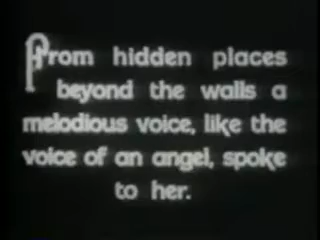 From hidden places
beyond the walls a
melodious voice, like the
voice of an angel, spoke
to her.